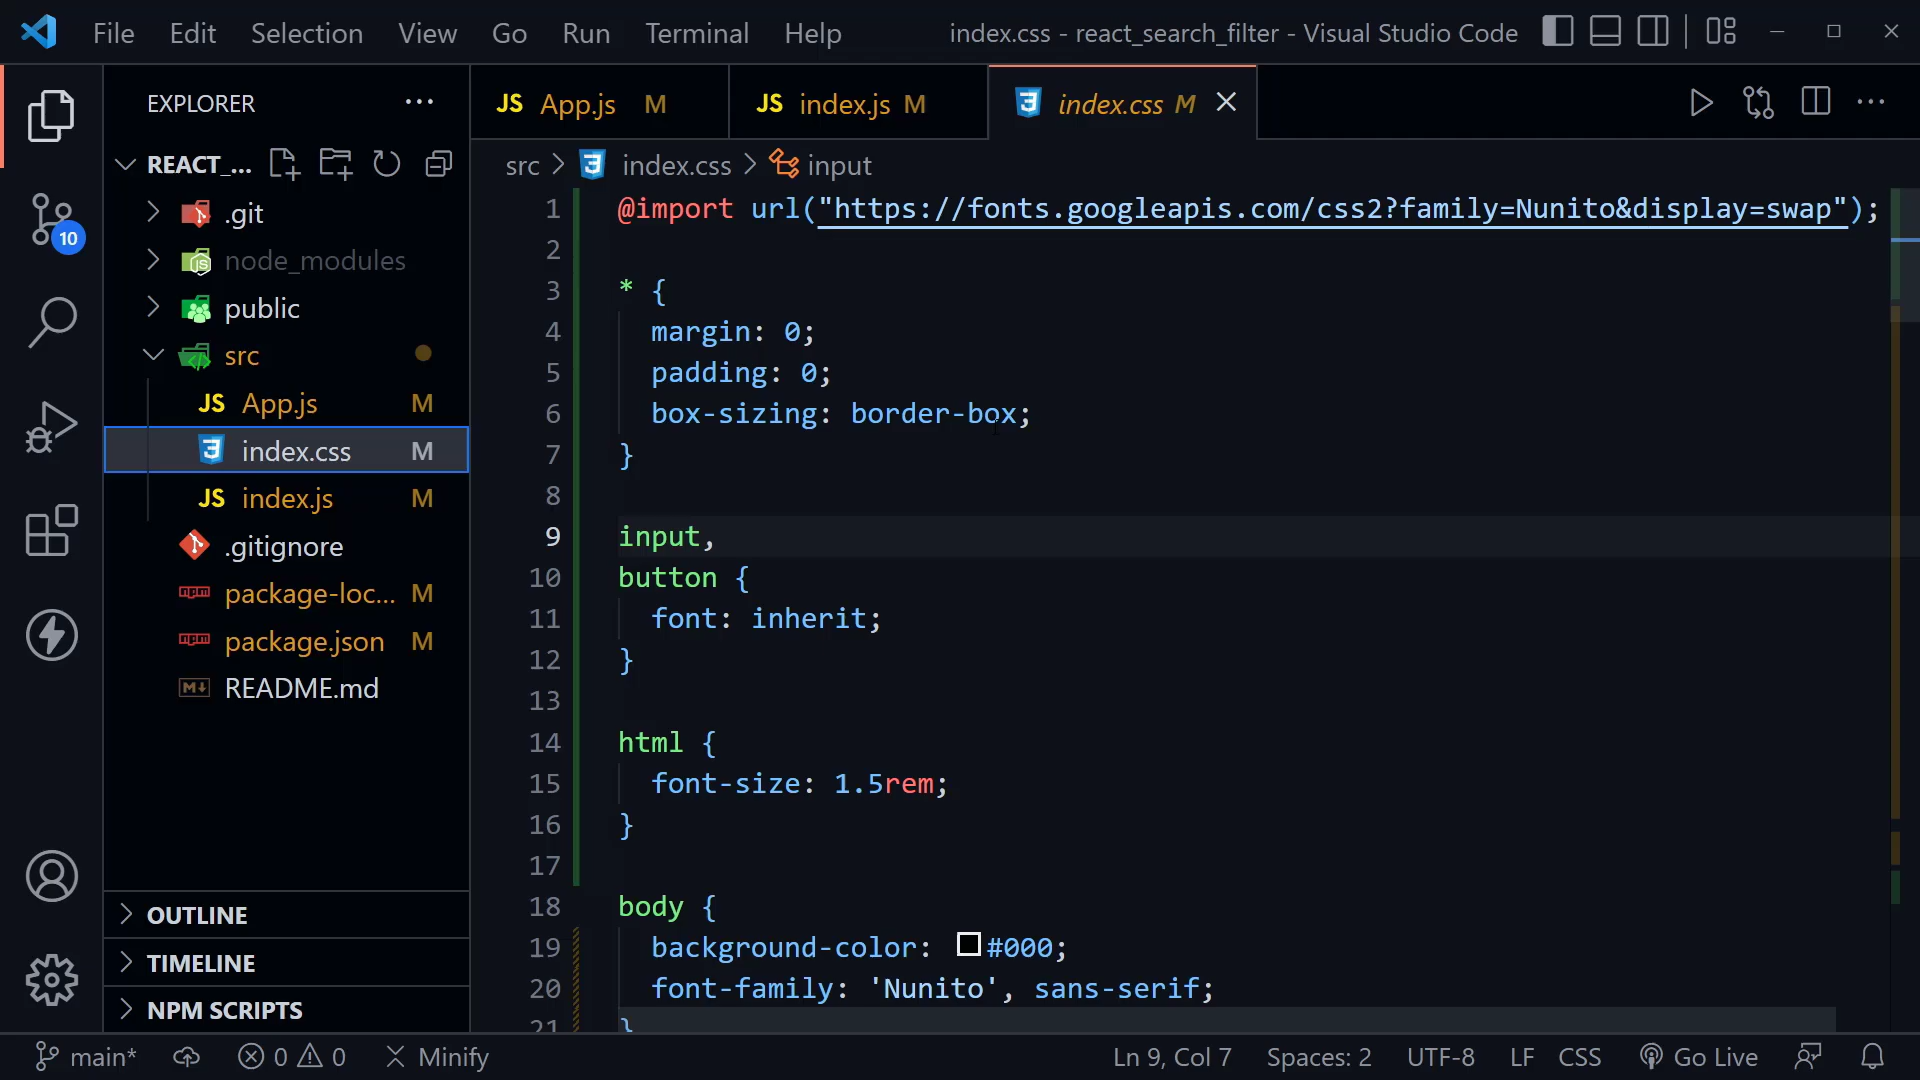 File Edit Selection View Go Run Terminal Help index.css - react_search_filter - Visual Studio Code
EXPLORER
REACT_...
.git
node_modules
public
src
JS App.js M
index.css M
JS index.js M
.gitignore
package-loc... M
package.json M
README.md
OUTLINE
TIMELINE
NPM SCRIPTS
10
JS App.js M JS index.js M index.css M
src > index.css > input
1 @import url("https://fonts.googleapis.com/css2?family=Nunito&display=swap");
2
3 * {
4 margin: 0;
5 padding: 0;
6 box-sizing: border-box;
7 }
8
9 input,
10 button {
11 font: inherit;
12 }
13
14 html {
15 font-size: 1.5rem;
16 }
17
18 body {
19 background-color: #000;
20 font-family: 'Nunito', sans-serif;
21 }
main* 0 0 Minify Ln 9, Col 7 Spaces: 2 UTF-8 LF CSS Go Live